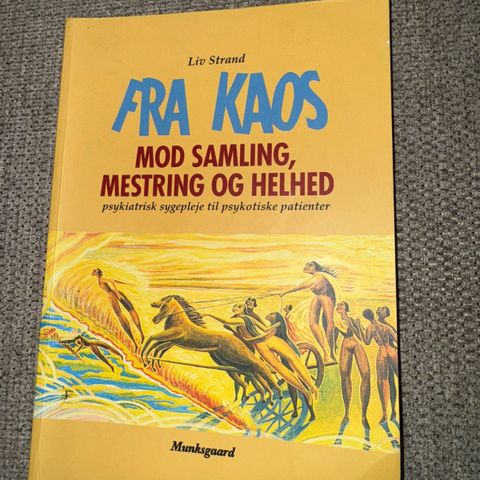 Liv Strand
FRA KAOS
MOD SAMLING,
MESTRING OG HELHED
psykiatrisk sygepleje til psykotiske patienter
Munksgaard